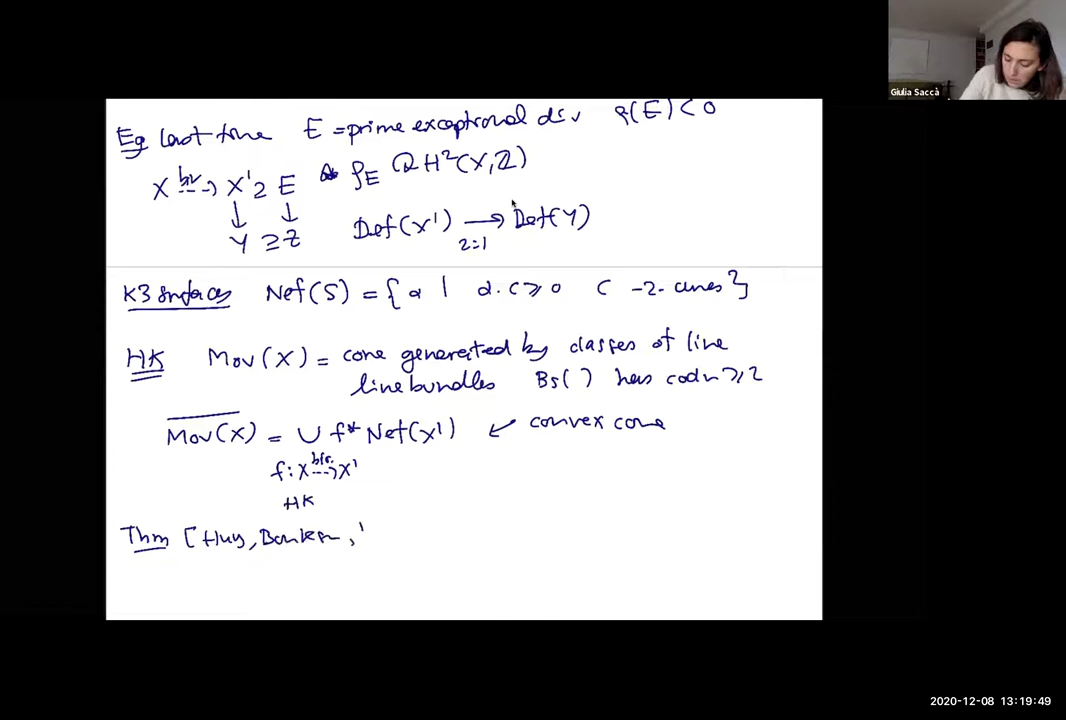 Giulia Saccà
Eg last time E = prime exceptional div q(E) < 0
X bir ⇢ X' ⊇ E ρ_E ↻ H²(X, ℤ)
↓ ↓ Def(X') → Def(Y)
Y ⊇ Z 2:1
K3 surfaces Nef(S) = { α | α.C ≥ 0 C -2-curves }
HK Mov(X) = cone generated by classes of line
line bundles Bs( ) has codim ≥ 2
Mov(X) = ∪ f* Nef(X') ↙ convex cone
f: X bir. ⇢ X'
HK
Thm [Huy,
2020-12-08 13:19:49